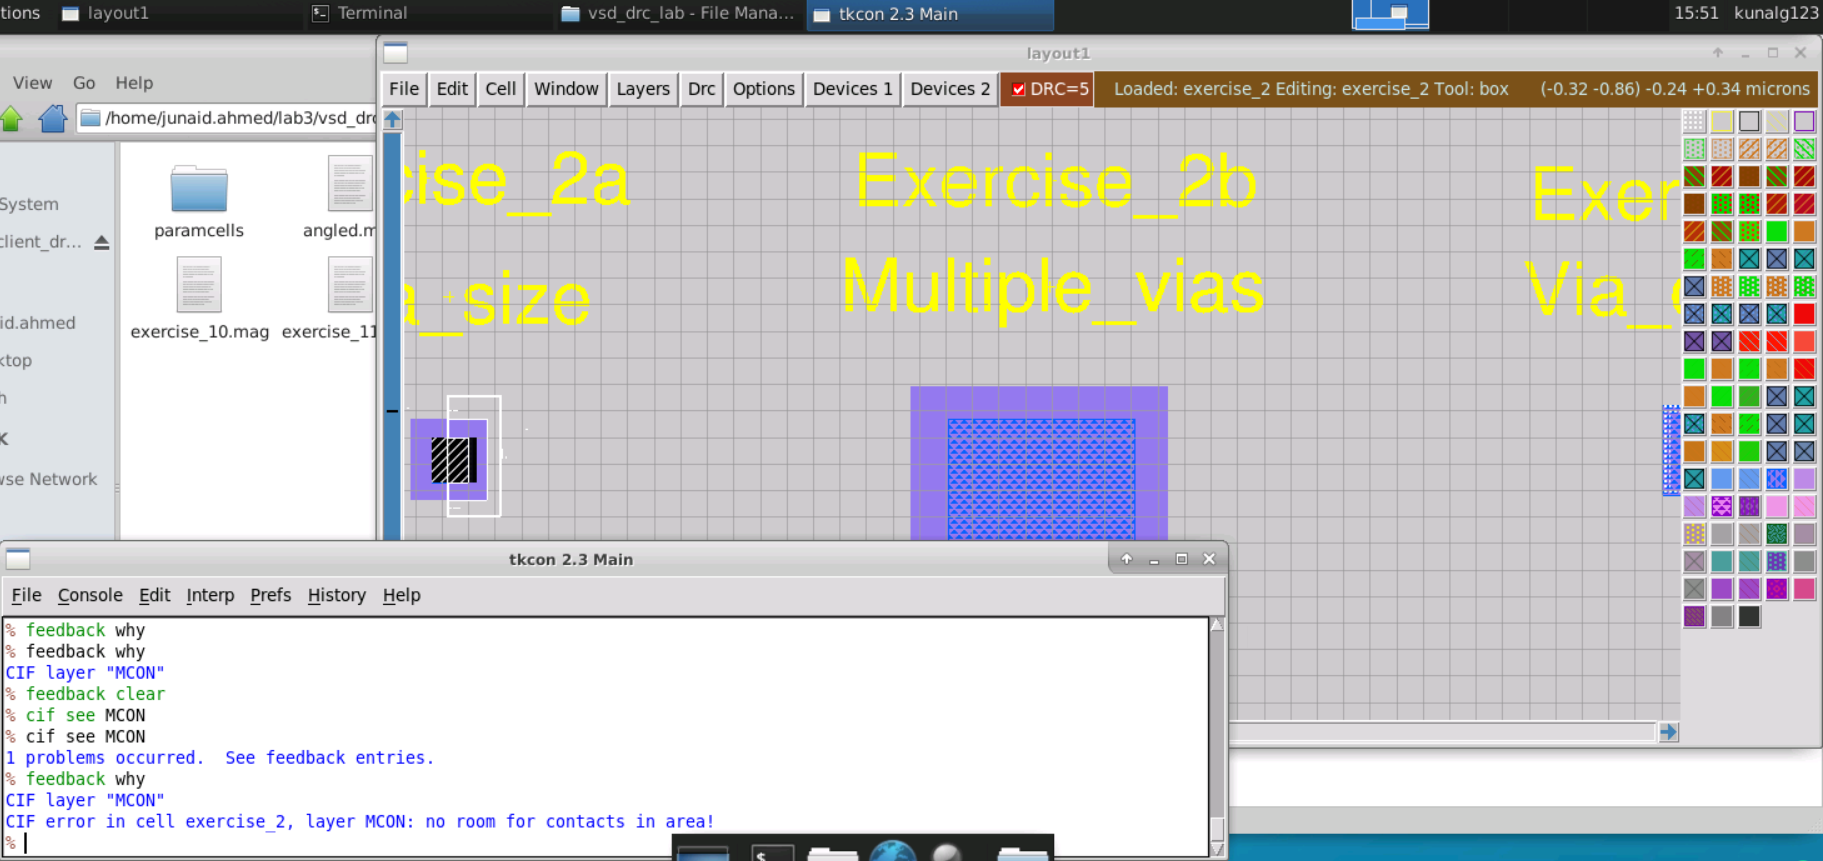 tions layout1 Terminal vsd_drc_lab - File Mana... tkcon 2.3 Main 15:51 kunalg123
layout1
View Go Help
File Edit Cell Window Layers Drc Options Devices 1 Devices 2 DRC=5 Loaded: exercise_2 Editing: exercise_2 Tool: box (-0.32 -0.86) -0.24 +0.34 microns
/home/junaid.ahmed/lab3/vsd_drc
cise_2a Exercise_2b Exer
System
paramcells angled.m
client_dr...
a_size Multiple_vias Via_
id.ahmed
exercise_10.mag exercise_11
ktop
h
K
wse Network
tkcon 2.3 Main
File Console Edit Interp Prefs History Help
% feedback why
% feedback why
CIF layer "MCON"
% feedback clear
% cif see MCON
% cif see MCON
1 problems occurred.  See feedback entries.
% feedback why
CIF layer "MCON"
CIF error in cell exercise_2, layer MCON: no room for contacts in area!
%